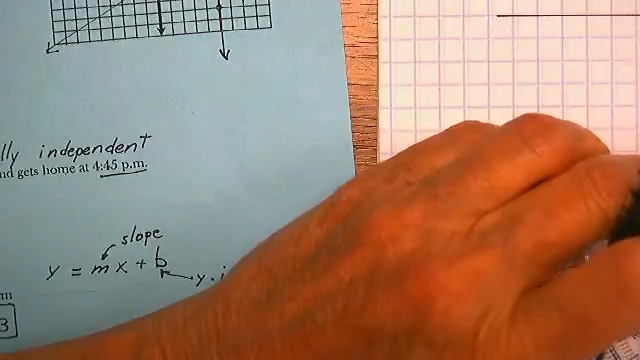 lly independent
nd gets home at 4:45 p.m.
slope
y = mx + b
y.i
m
3